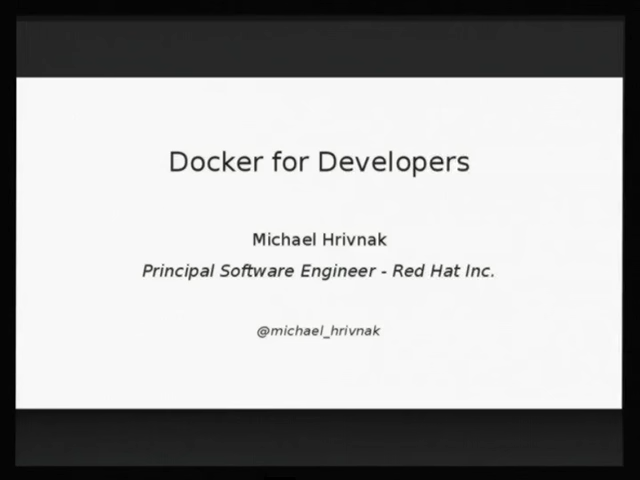 Docker for Developers
Michael Hrivnak
Principal Software Engineer - Red Hat Inc.
@michael_hrivnak